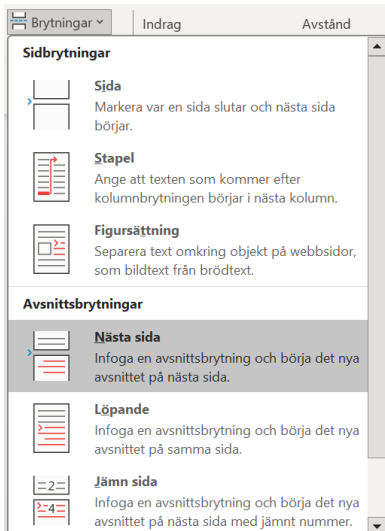 Brytningar Indrag Avstånd
Sidbrytningar
Sida
Markera var en sida slutar och nästa sida
börjar.
Stapel
Ange att texten som kommer efter
kolumnbrytningen börjar i nästa kolumn.
Figursättning
Separera text omkring objekt på webbsidor,
som bildtext från brödtext.
Avsnittsbrytningar
Nästa sida
Infoga en avsnittsbrytning och börja det nya
avsnittet på nästa sida.
Löpande
Infoga en avsnittsbrytning och börja det nya
avsnittet på samma sida.
=2=
Jämn sida
=4=
Infoga en avsnittsbrytning och börja det nya
avsnittet på nästa sida med jämnt nummer.